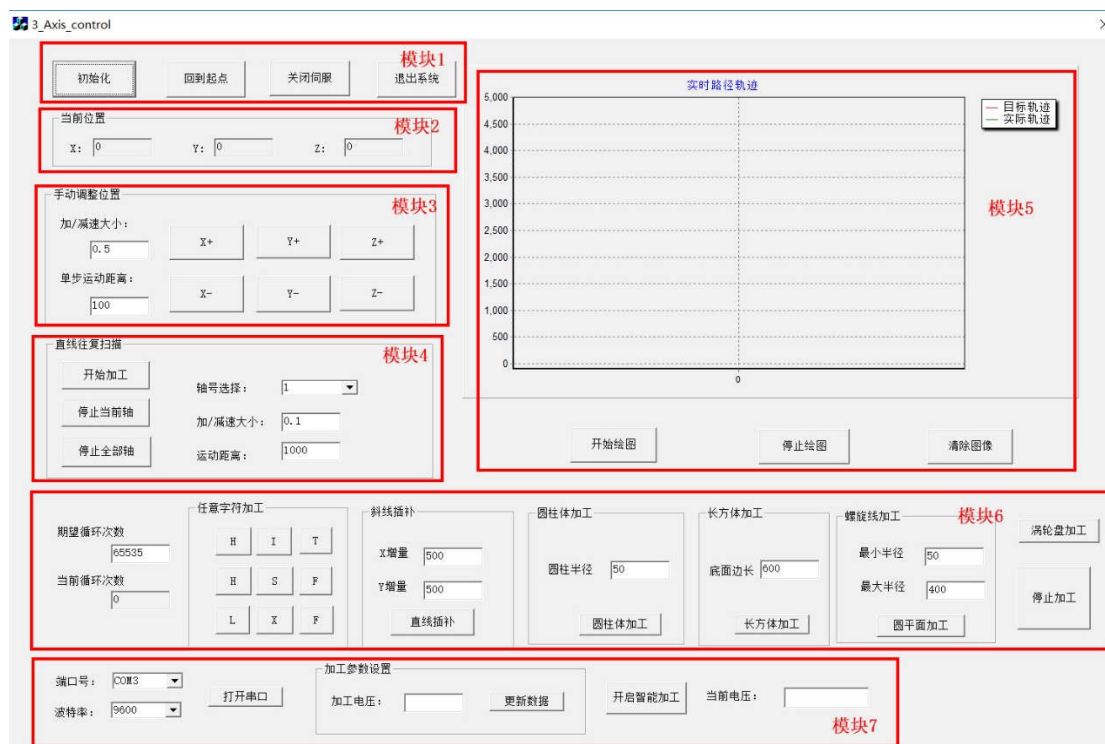 3_Axis_control
模块1
初始化 回到起点 关闭伺服 退出系统
当前位置
模块2
X: 0 Y: 0 Z: 0
手动调整位置
模块3
加/减速大小:
0.5
X+ Y+ Z+
单步运动距离:
100
X- Y- Z-
直线往复扫描
模块4
开始加工
停止当前轴
停止全部轴
轴号选择: 1
加/减速大小: 0.1
运动距离: 1000
实时路径轨迹
5,000
4,500
4,000
3,500
3,000
2,500
2,000
1,500
1,000
500
0
0
目标轨迹
实际轨迹
模块5
开始绘图 停止绘图 清除图像
模块6
期望循环次数
65535
当前循环次数
0
任意字符加工
H I T
H S F
L X F
斜线插补
X增量 500
Y增量 500
直线插补
圆柱体加工
圆柱半径 50
圆柱体加工
长方体加工
底面边长 600
长方体加工
螺旋线加工
最小半径 50
最大半径 400
圆平面加工
涡轮盘加工
停止加工
端口号: COM3
波特率: 9600
打开串口
加工参数设置
加工电压: 更新数据
开启智能加工
当前电压:
模块7